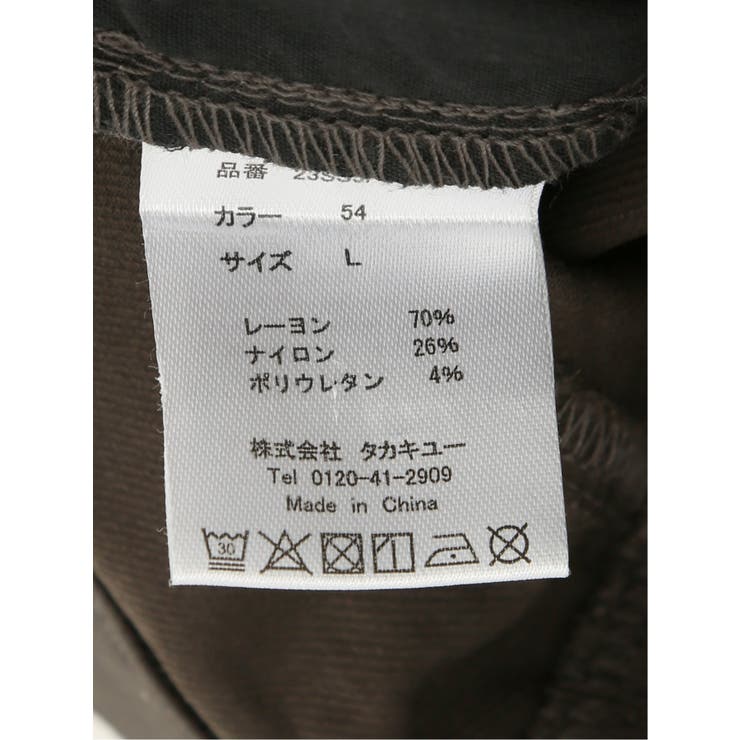 品番
カラー 54
サイズ L
レーヨン 70%
ナイロン 26%
ポリウレタン 4%
株式会社 タカキユー
Tel 0120-41-2909
Made in China
30